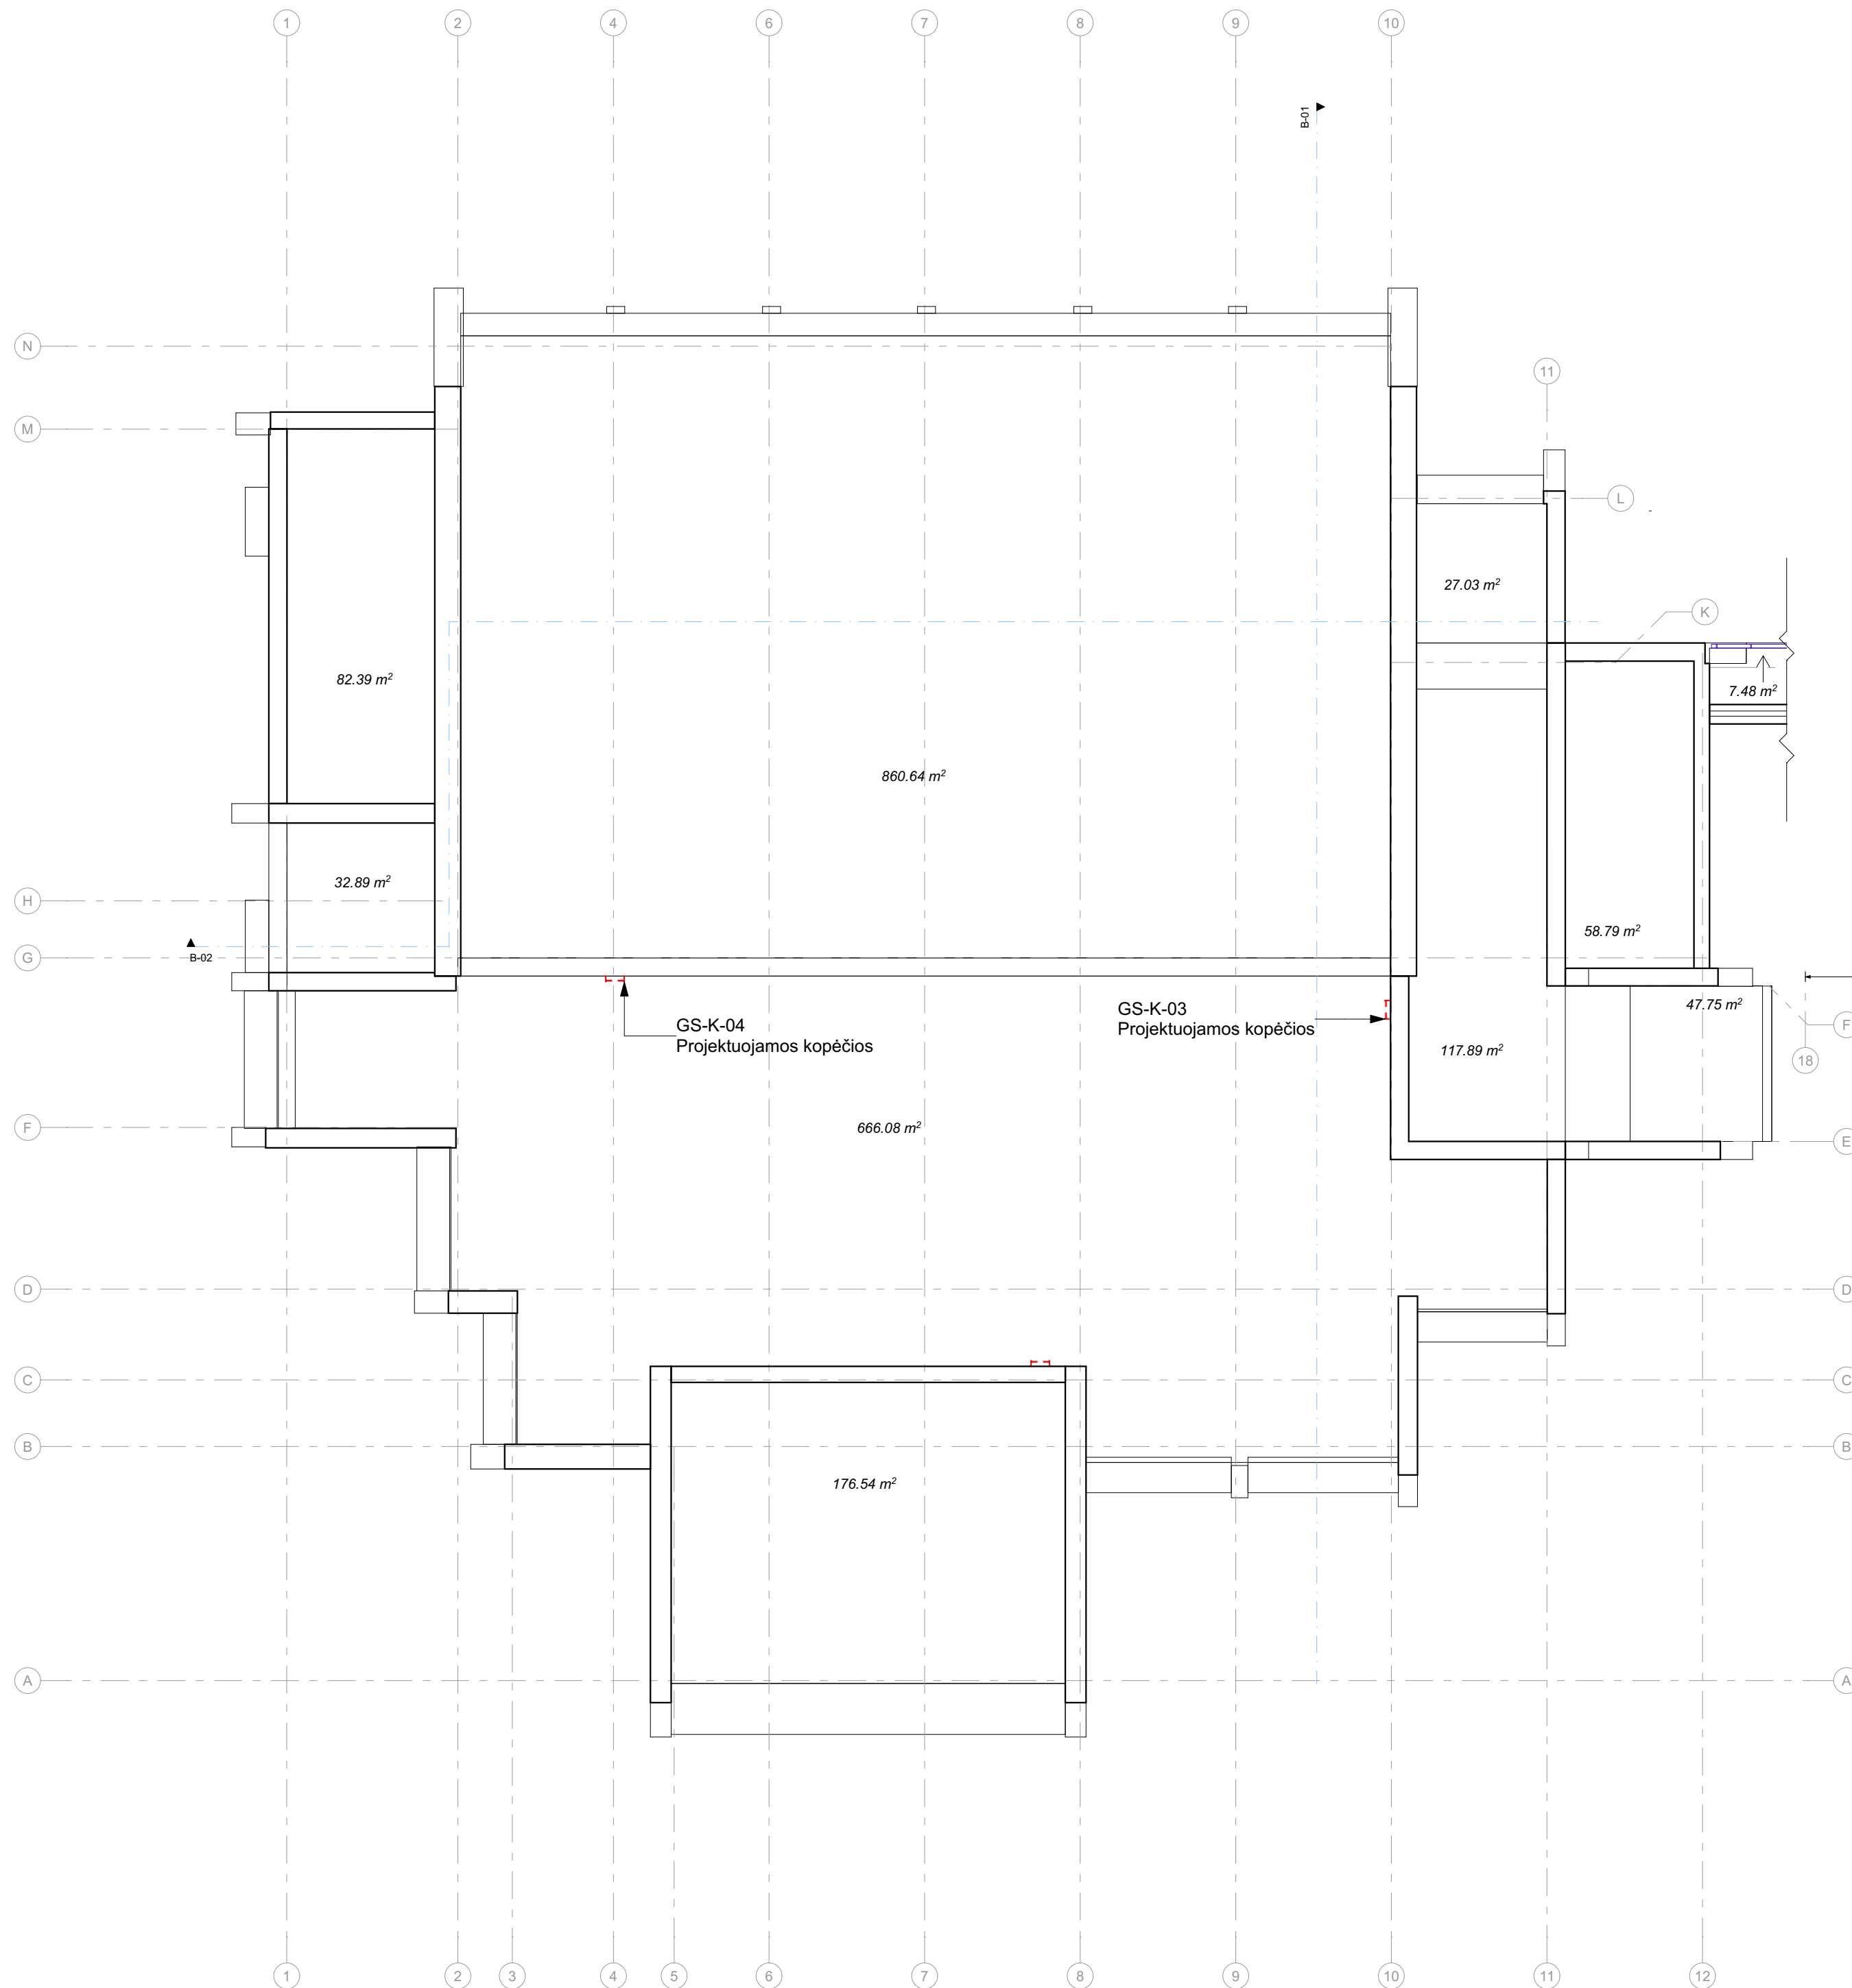 1
2
4
6
7
8
9
10
B-01
N
11
M
L
27.03 m²
K
82.39 m²
7.48 m²
860.64 m²
32.89 m²
H
58.79 m²
B-02
G
47.75 m²
GS-K-04
Projektuojamos kopėčios
GS-K-03
Projektuojamos kopėčios
F
117.89 m²
18
666.08 m²
F
E
D
D
C
C
B
B
176.54 m²
A
A
1
2
3
4
5
6
7
8
9
10
11
12